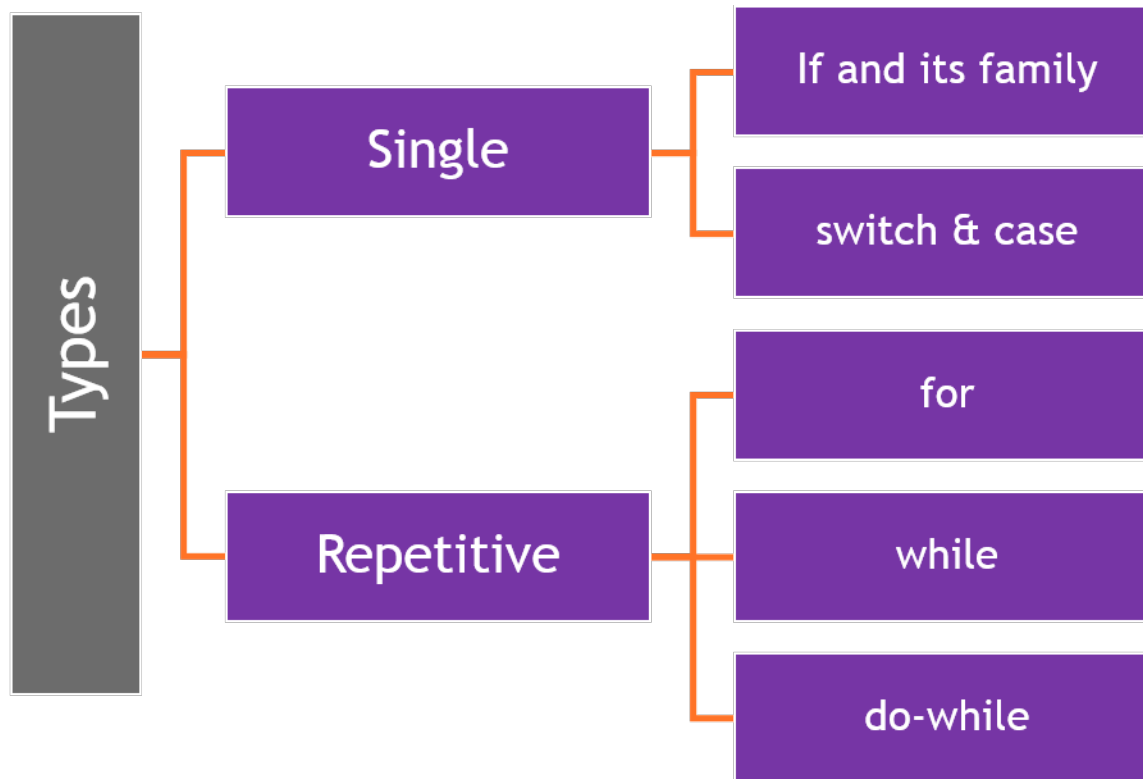 Types
Single
If and its family
switch & case
Repetitive
for
while
do-while